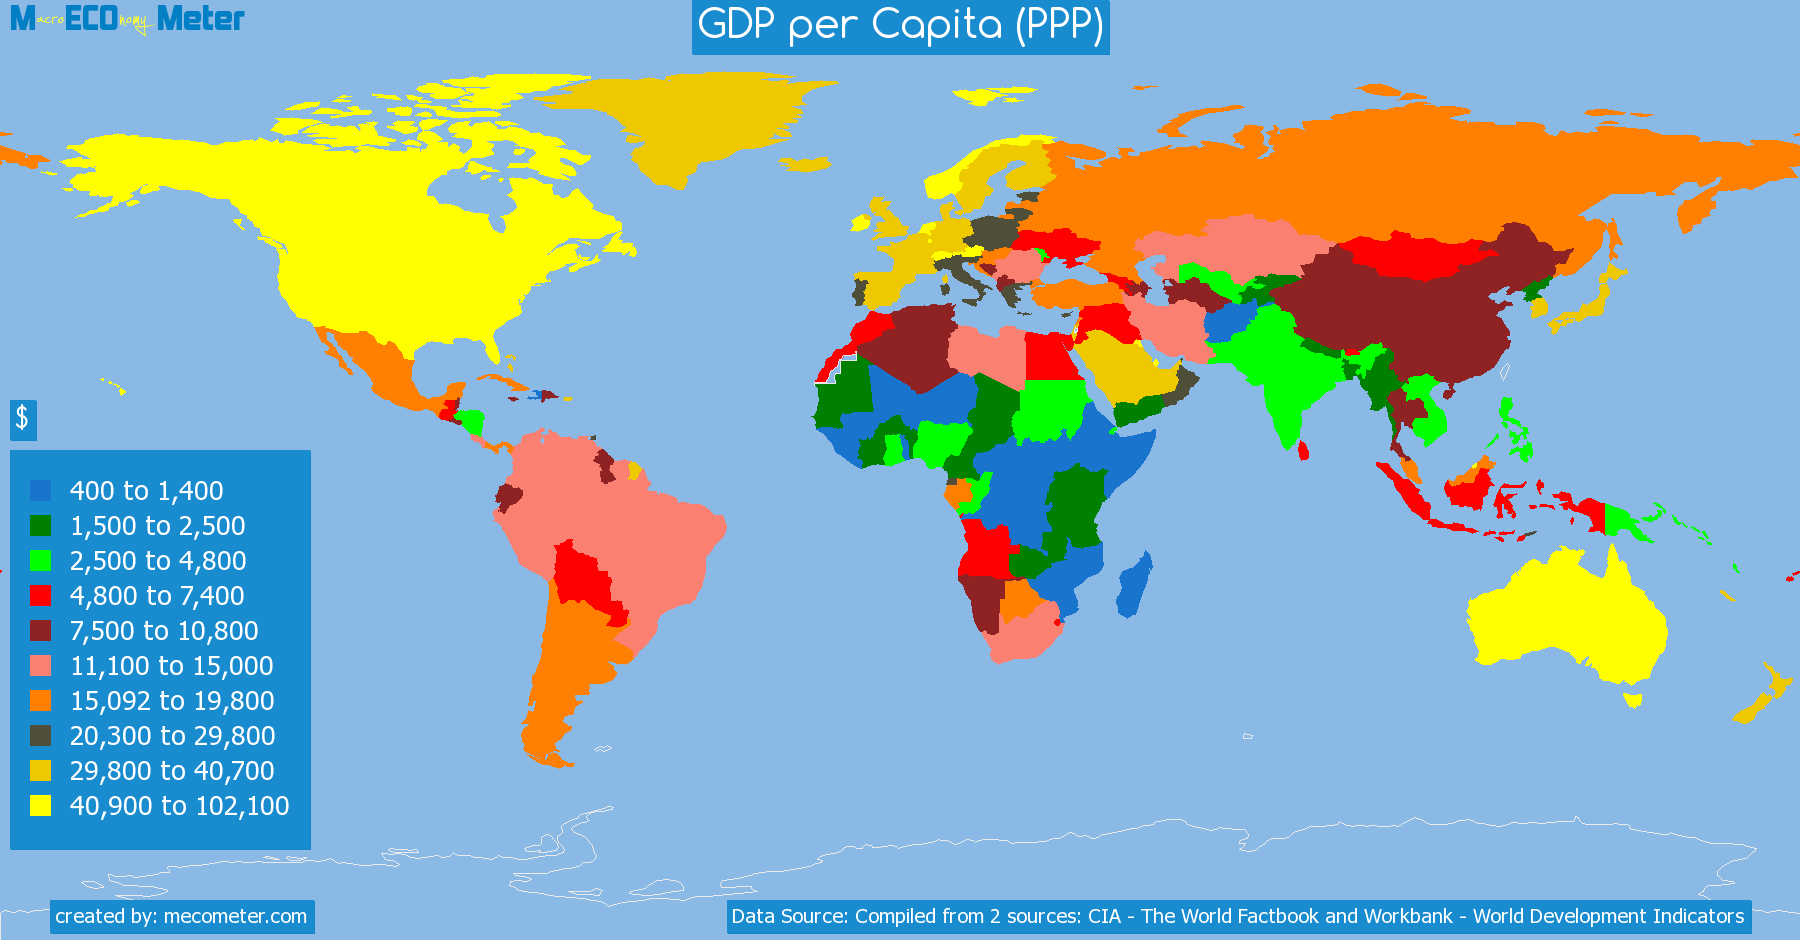 MacroECOnomy Meter
GDP per Capita (PPP)
$
400 to 1,400
1,500 to 2,500
2,500 to 4,800
4,800 to 7,400
7,500 to 10,800
11,100 to 15,000
15,092 to 19,800
20,300 to 29,800
29,800 to 40,700
40,900 to 102,100
created by: mecometer.com
Data Source: Compiled from 2 sources: CIA - The World Factbook and Workbank - World Development Indicators